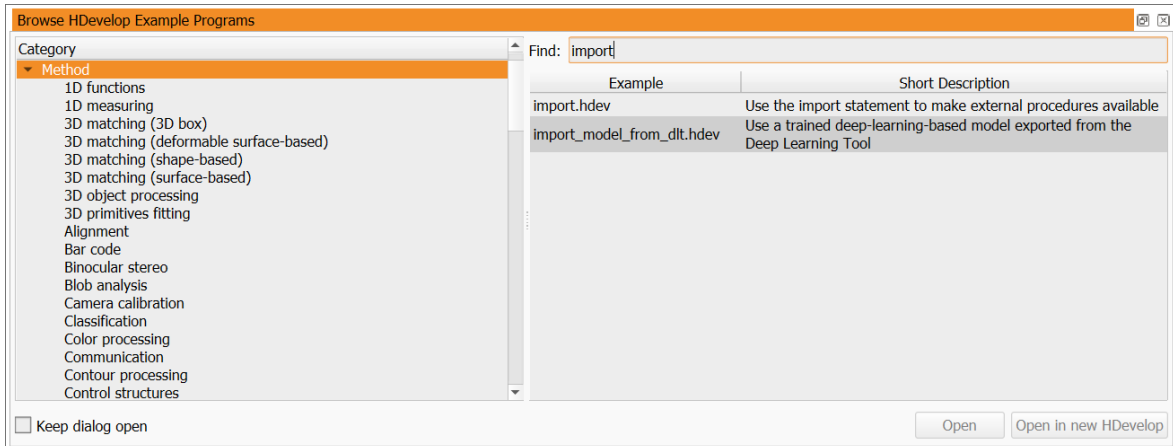 Browse HDevelop Example Programs
Category
Method
1D functions
1D measuring
3D matching (3D box)
3D matching (deformable surface-based)
3D matching (shape-based)
3D matching (surface-based)
3D object processing
3D primitives fitting
Alignment
Bar code
Binocular stereo
Blob analysis
Camera calibration
Classification
Color processing
Communication
Contour processing
Control structures
Find: import
Example Short Description
import.hdev Use the import statement to make external procedures available
import_model_from_dlt.hdev Use a trained deep-learning-based model exported from the
Deep Learning Tool
Keep dialog open
Open
Open in new HDevelop